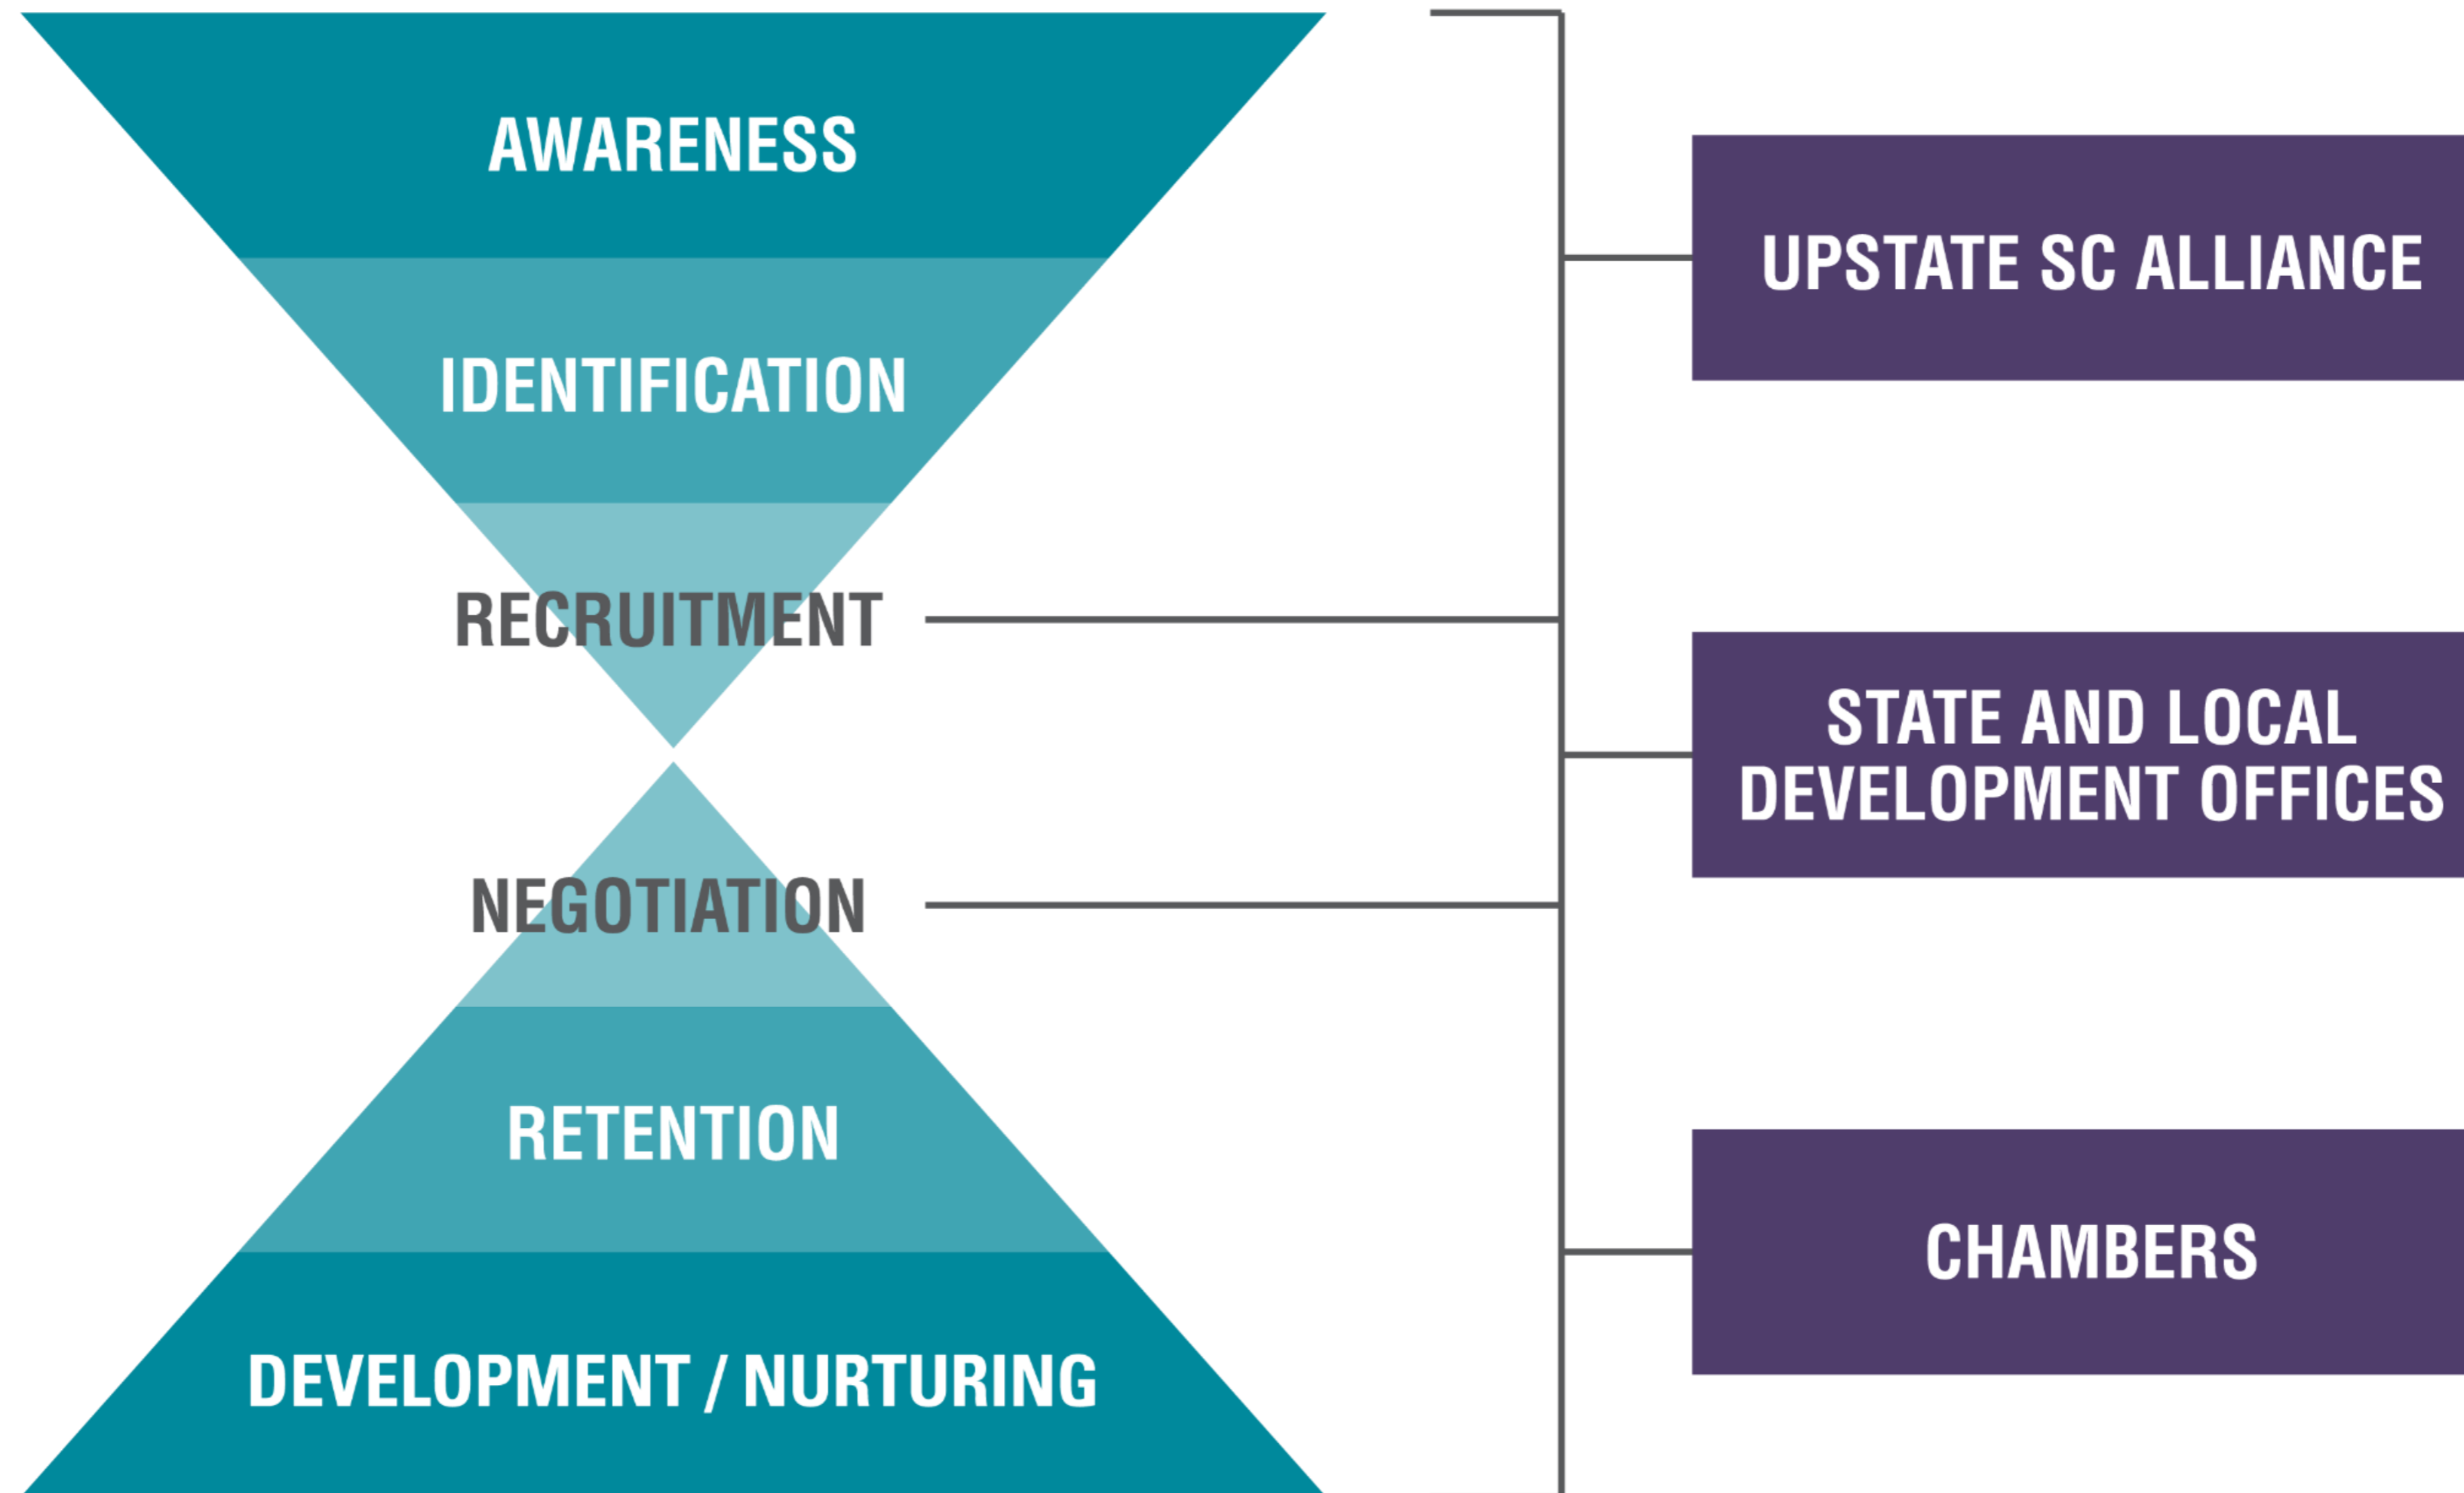 AWARENESS
IDENTIFICATION
RECRUITMENT
NEGOTIATION
RETENTION
DEVELOPMENT / NURTURING
UPSTATE SC ALLIANCE
STATE AND LOCAL
DEVELOPMENT OFFICES
CHAMBERS